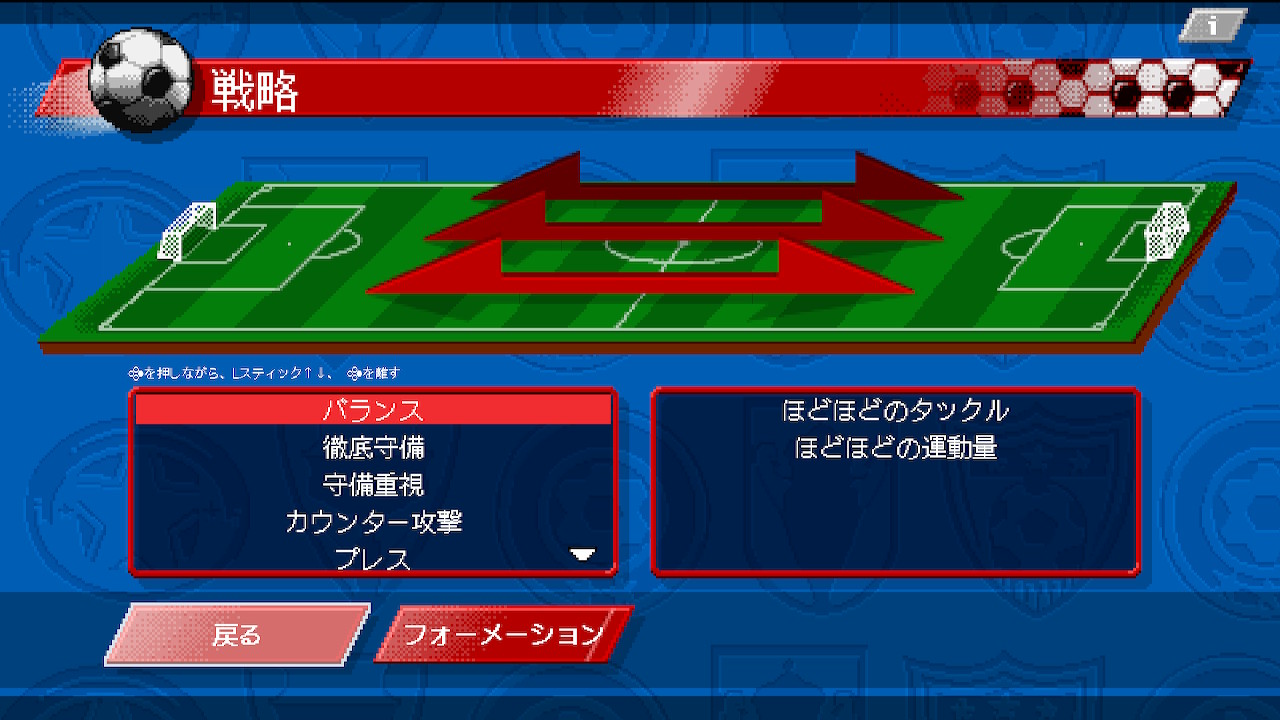 i
戦略
を押しながら、Lスティック↑↓、を離す
バランス
徹底守備
守備重視
カウンター攻撃
プレス
ほどほどのタックル
ほどほどの運動量
戻る
フォーメーション